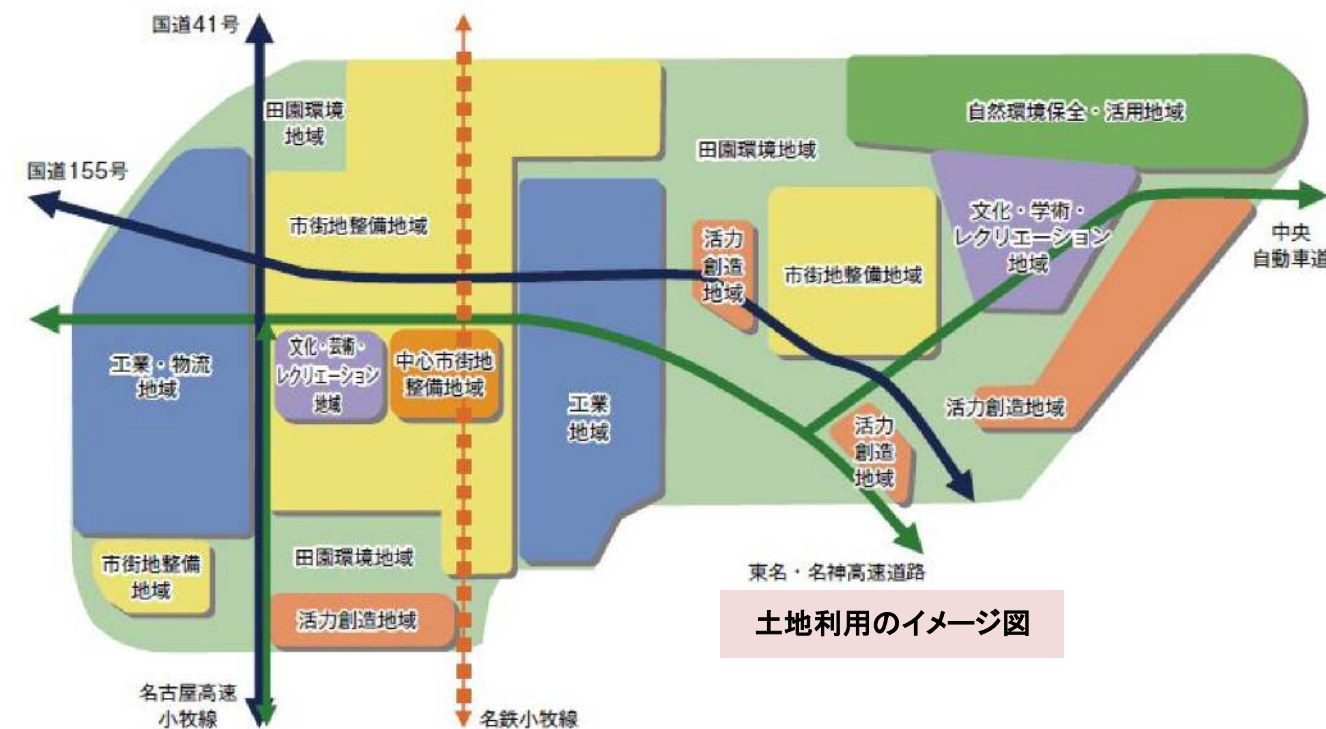 国道41号
田園環境
地域
自然環境保全・活用地域
田園環境地域
国道155号
市街地整備地域
文化・学術・
レクリエーション
地域
中央
自動車道
活力
創造
地域
市街地整備地域
工業・物流
地域
文化・芸術・
レクリエーション
地域
中心市街地
整備地域
工業
地域
活力創造地域
活力
創造
地域
市街地整備
地域
田園環境地域
活力創造地域
東名・名神高速道路
土地利用のイメージ図
名古屋高速
小牧線
名鉄小牧線